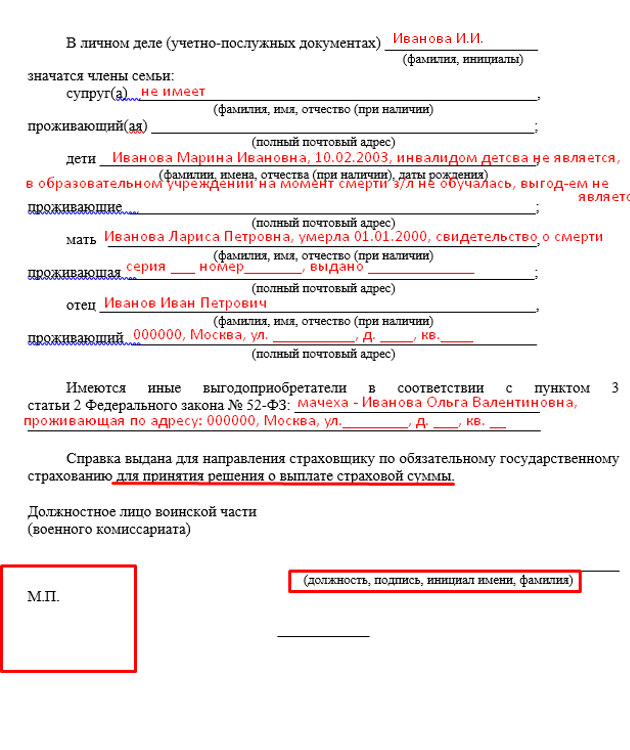 В личном деле (учетно-послужных документах) Иванова И.И.
(фамилия, инициалы)
значатся члены семьи:
супруг(а) не имеет ,
(фамилия, имя, отчество (при наличии)
проживающий(ая) ;
(полный почтовый адрес)
дети Иванова Марина Ивановна, 10.02.2003, инвалидом детсва не является,
(фамилии, имена, отчества (при наличии), даты рождения)
в образовательном учреждении на момент смерти з/л не обучалась, выгод-ем не
являетс
проживающие ;
(полный почтовый адрес)
мать Иванова Лариса Петровна, умерла 01.01.2000, свидетельство о смерти
(фамилия, имя, отчество (при наличии)
проживающая серия ___ номер_______, выдано _____________ ;
(полный почтовый адрес)
отец Иванов Иван Петрович ,
(фамилия, имя, отчество (при наличии)
проживающий 000000, Москва, ул. __________, д. ____, кв.____
(полный почтовый адрес)
Имеются иные выгодоприобретатели в соответствии с пунктом 3
статьи 2 Федерального закона № 52-ФЗ: мачеха - Иванова Ольга Валентиновна,
проживающая по адресу: 000000, Москва, ул.________, д. ___, кв. __
Справка выдана для направления страховщику по обязательному государственному
страхованию для принятия решения о выплате страховой суммы.
Должностное лицо воинской части
(военного комиссариата)
(должность, подпись, инициал имени, фамилия)
М.П.